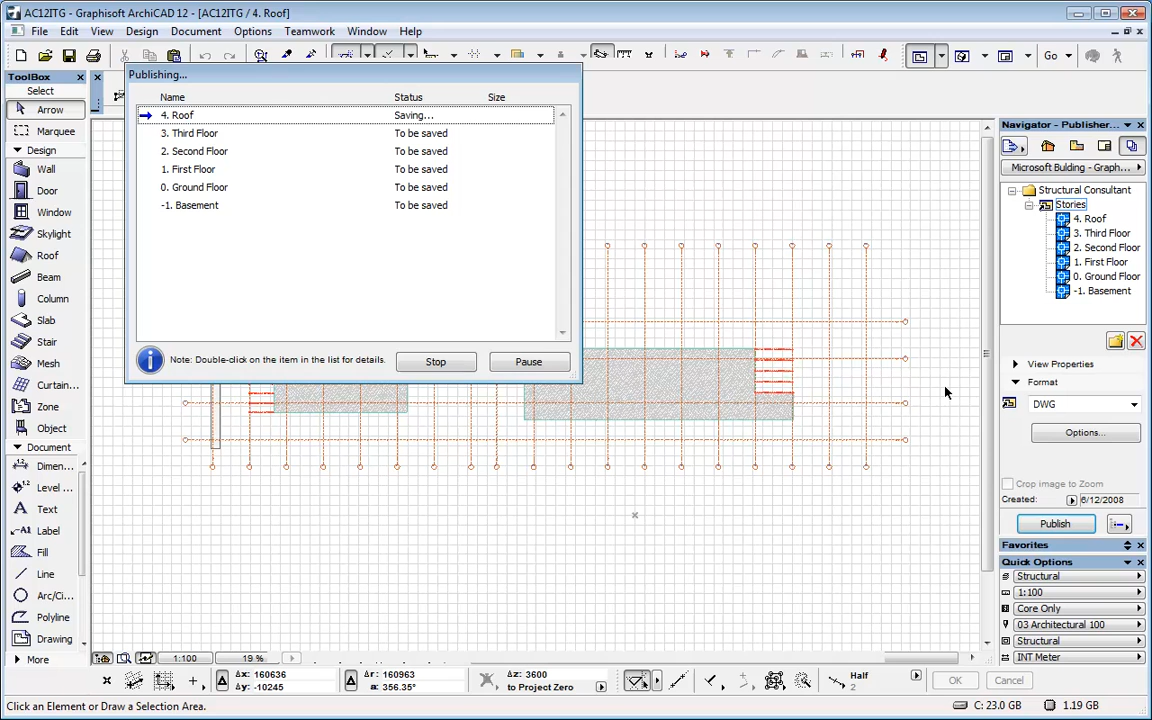 AC12ITG - Graphisoft ArchiCAD 12 - [AC12ITG / 4. Roof]
File Edit View Design Document Options Teamwork Window Help
Go
ToolBox
Select
Arrow
Marquee
Design
Wall
Door
Window
Skylight
Roof
Beam
Column
Slab
Stair
Mesh
Curtain...
Zone
Object
Document
Dimen...
Level ...
Text
Label
Fill
Line
Arc/Ci...
Polyline
Drawing
More
Publishing...
Name Status Size
4. Roof Saving...
3. Third Floor To be saved
2. Second Floor To be saved
1. First Floor To be saved
0. Ground Floor To be saved
-1. Basement To be saved
Note: Double-click on the item in the list for details.
Stop Pause
Navigator - Publisher...
Microsoft Bulding - Graph...
Structural Consultant
Stories
4. Roof
3. Third Floor
2. Second Floor
1. First Floor
0. Ground Floor
-1. Basement
View Properties
Format
DWG
Options...
Crop image to Zoom
Created: 6/12/2008
Publish
Favorites
Quick Options
Structural
1:100
Core Only
03 Architectural 100
Structural
INT Meter
1:100 19 %
Δx: 160636
Δy: -10245
Δr: 160963
a: 356.35°
Δz: 3600
to Project Zero
Half
2
OK Cancel
Click an Element or Draw a Selection Area.
C: 23.0 GB 1.19 GB